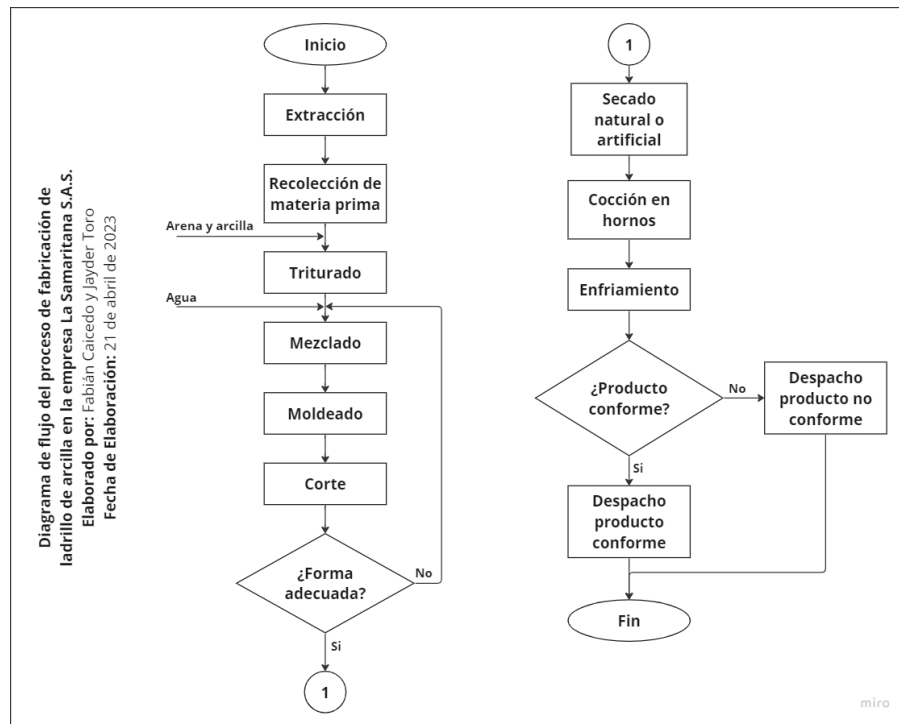 Diagrama de flujo del proceso de fabricación de
ladrillo de arcilla en la empresa La Samaritana S.A.S.
Elaborado por: Fabián Caicedo y Jayder Toro
Fecha de Elaboración: 21 de abril de 2023
Inicio
Extracción
Recolección de
materia prima
Arena y arcilla
Triturado
Agua
Mezclado
Moldeado
Corte
¿Forma
adecuada?
No
Si
1
1
Secado
natural o
artificial
Cocción en
hornos
Enfriamiento
¿Producto
conforme?
No
Despacho
producto no
conforme
Si
Despacho
producto
conforme
Fin
miro